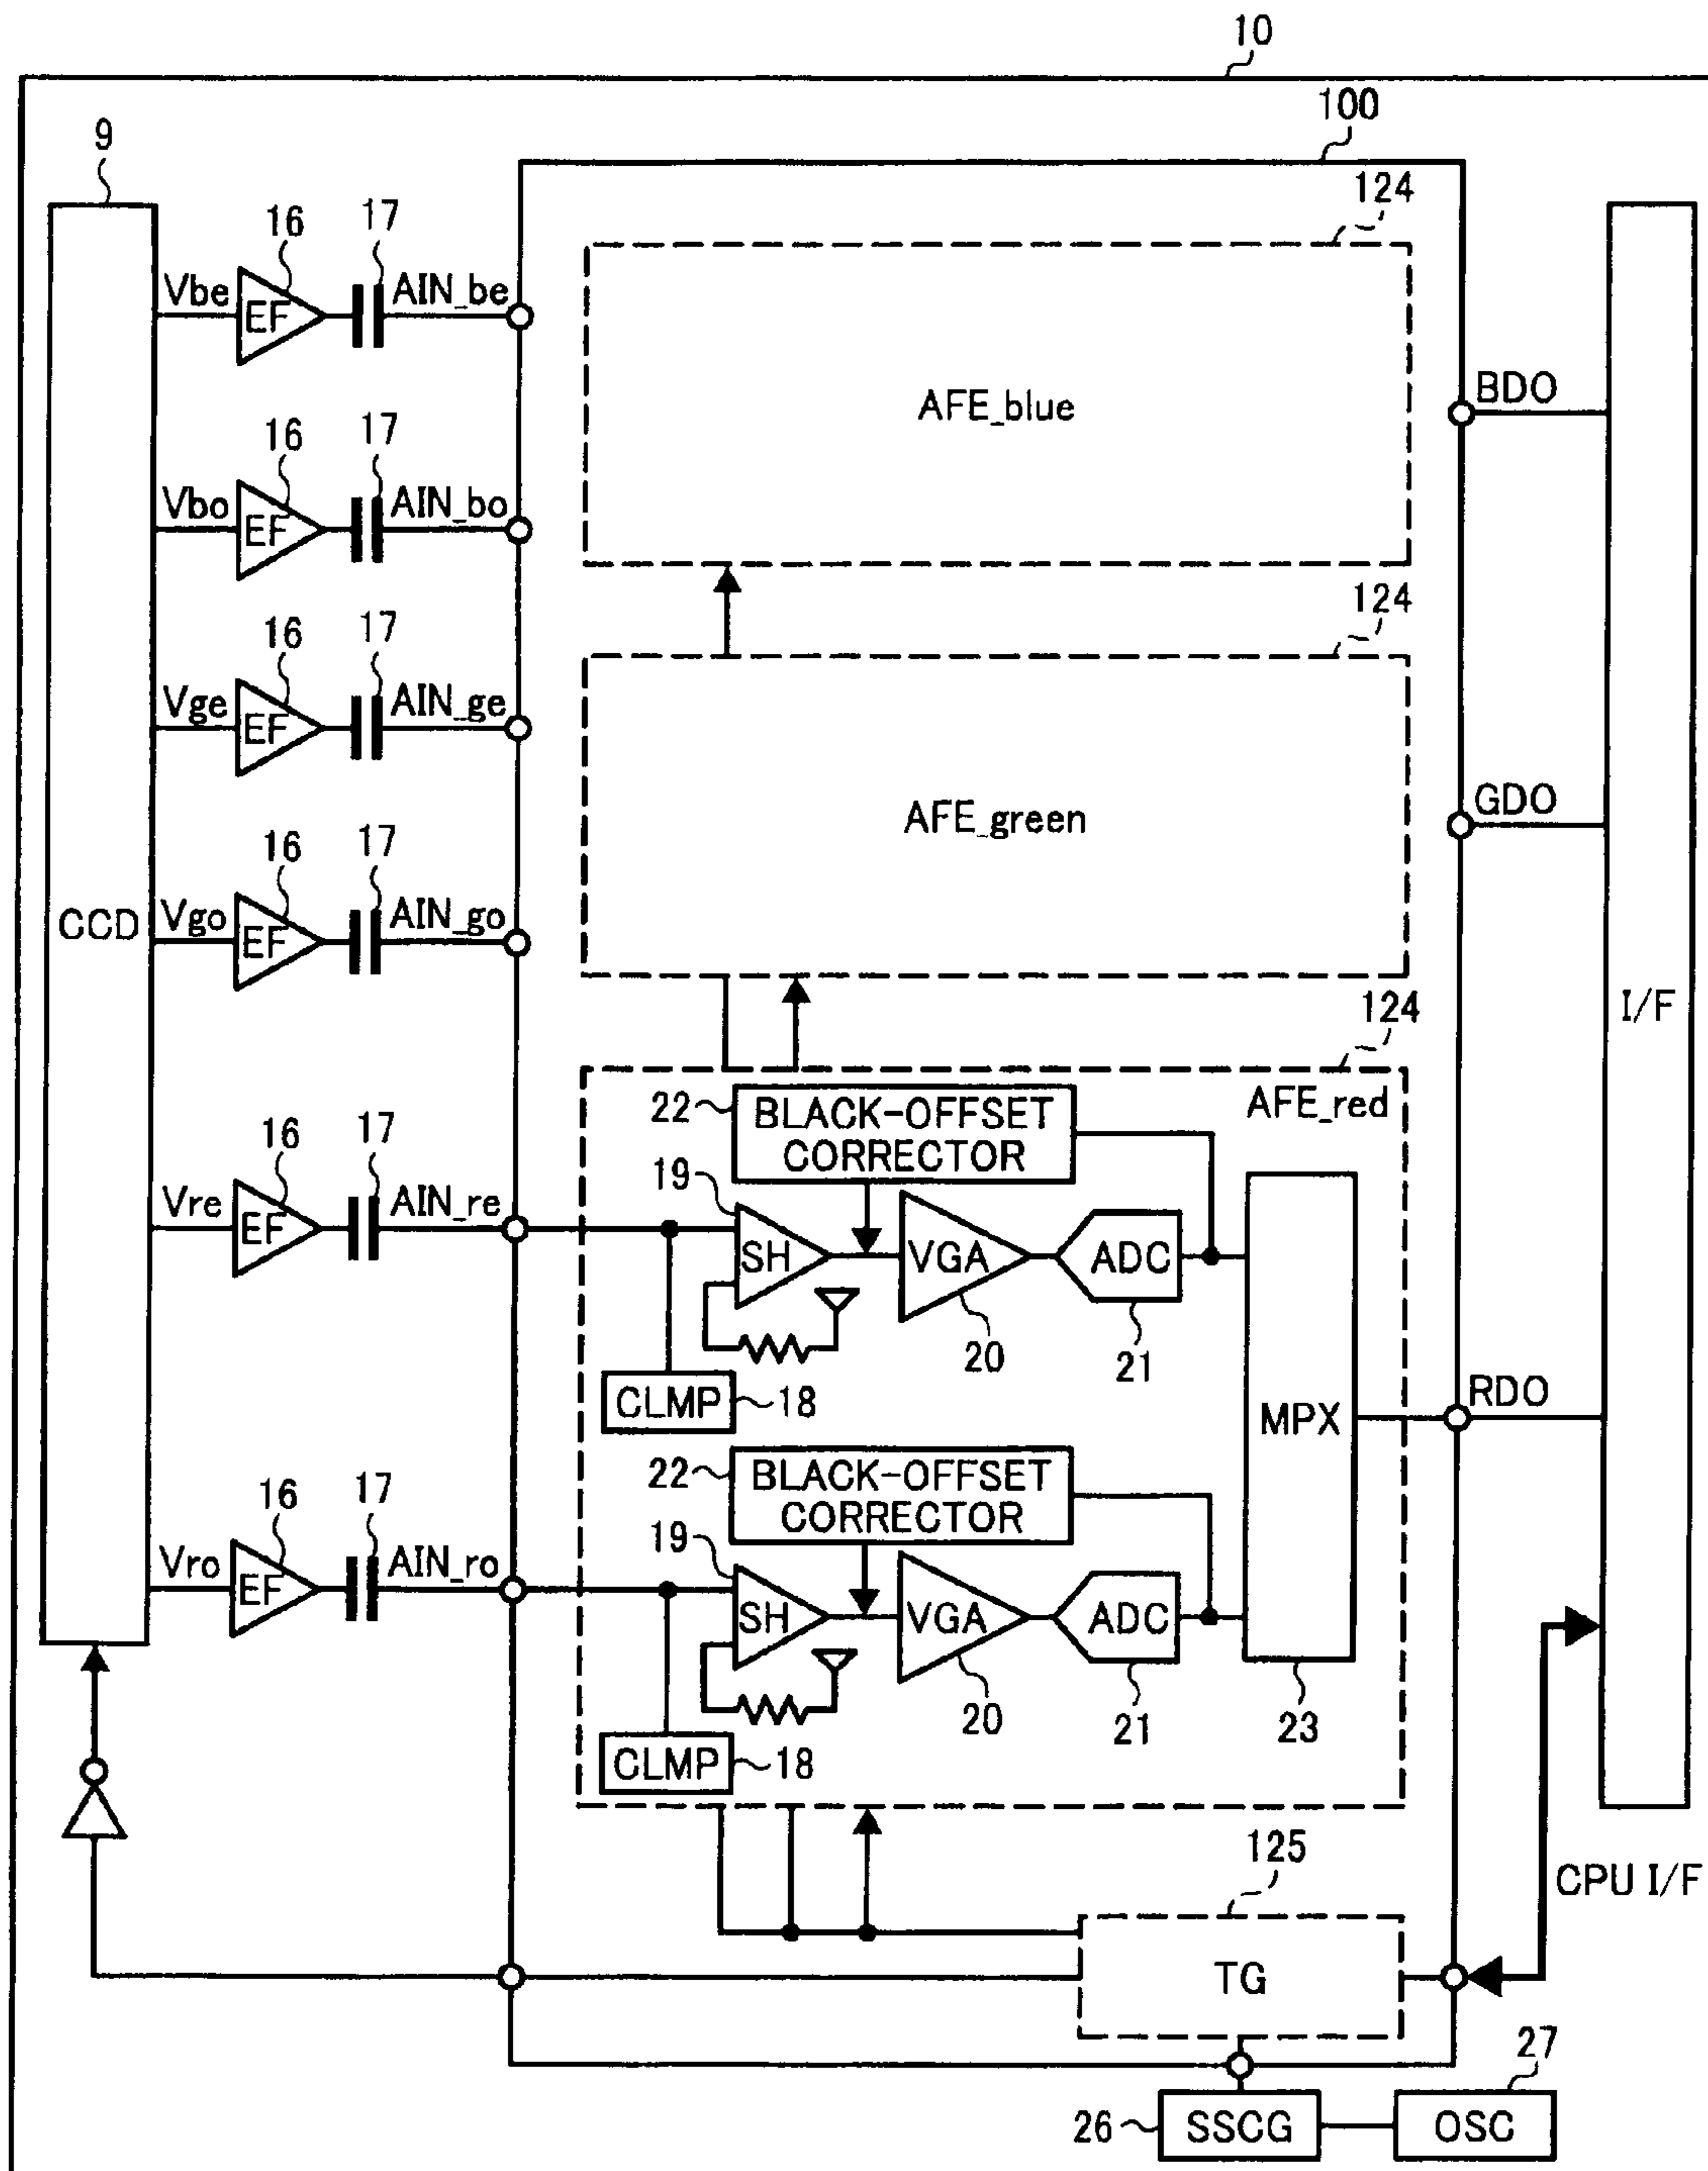 10
100
9
124
16
17
Vbe
EF
AIN_be
AFE_blue
BDO
16
17
Vbo
EF
AIN_bo
124
16
17
Vge
EF
AIN_ge
AFE_green
GDO
16
17
CCD
Vgo
EF
AIN_go
I/F
124
AFE_red
22
BLACK-OFFSET
CORRECTOR
16
17
19
Vre
EF
AIN_re
SH
VGA
ADC
20
21
CLMP
18
MPX
RDO
22
BLACK-OFFSET
CORRECTOR
16
17
19
Vro
EF
AIN_ro
SH
VGA
ADC
20
21
23
CLMP
18
125
CPU I/F
TG
27
26
SSCG
OSC